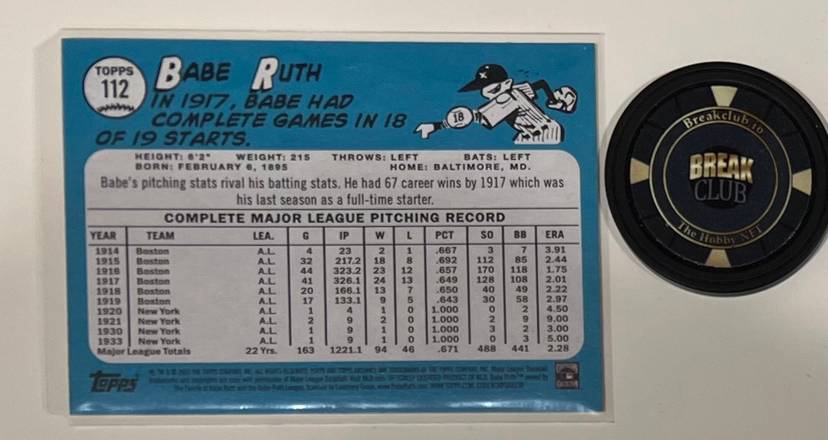 TOPPS
112
BABE RUTH
IN 1917, BABE HAD
COMPLETE GAMES IN 18
OF 19 STARTS.
18
HEIGHT: 6'2" WEIGHT: 215 THROWS: LEFT BATS: LEFT
BORN: FEBRUARY 6, 1895 HOME: BALTIMORE, MD.
Babe's pitching stats rival his batting stats. He had 67 career wins by 1917 which was
his last season as a full-time starter.
COMPLETE MAJOR LEAGUE PITCHING RECORD
YEAR TEAM LEA. G IP W L PCT SO BB ERA
1914 Boston A.L. 4 23 2 1 .667 3 7 3.91
1915 Boston A.L. 32 217.2 18 8 .692 112 85 2.44
1916 Boston A.L. 44 323.2 23 12 .657 170 118 1.75
1917 Boston A.L. 41 326.1 24 13 .649 128 108 2.01
1918 Boston A.L. 20 166.1 13 7 .650 40 49 2.22
1919 Boston A.L. 17 133.1 9 5 .643 30 58 2.97
1920 New York A.L. 1 4 1 0 1.000 0 2 4.50
1921 New York A.L. 2 9 2 0 1.000 2 9 9.00
1930 New York A.L. 1 9 1 0 1.000 3 2 3.00
1933 New York A.L. 1 9 1 0 1.000 0 3 5.00
Major League Totals 22 Yrs. 163 1221.1 94 46 .671 488 441 2.28
Topps
Breakclub.io
BREAK
CLUB
The Hobby NFT